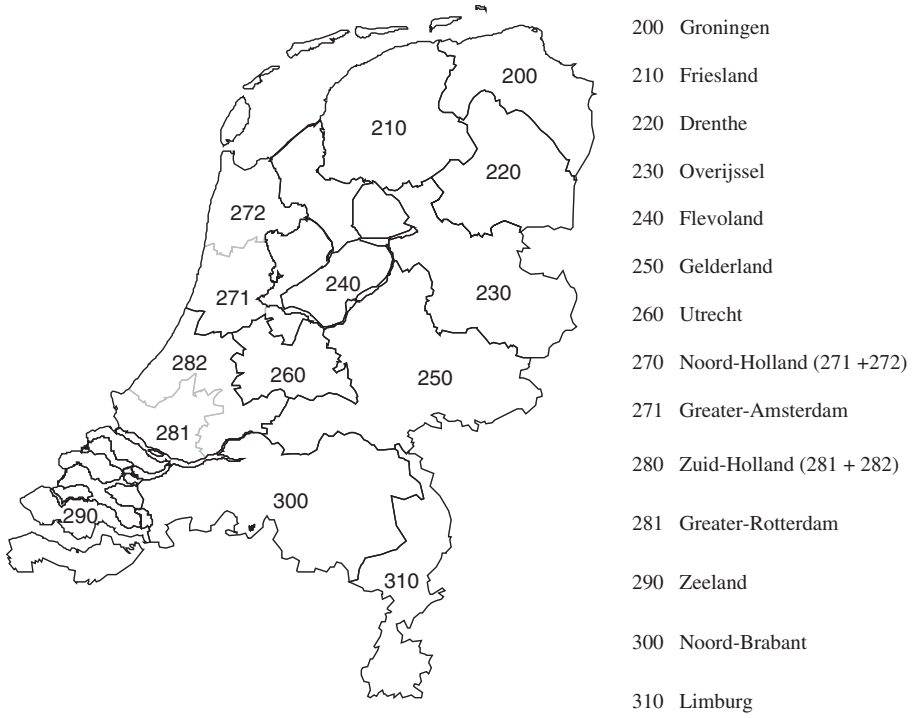 200 Groningen
210 Friesland
220 Drenthe
230 Overijssel
240 Flevoland
250 Gelderland
260 Utrecht
270 Noord-Holland (271 +272)
271 Greater-Amsterdam
280 Zuid-Holland (281 + 282)
281 Greater-Rotterdam
290 Zeeland
300 Noord-Brabant
310 Limburg
200
210
220
272
240
271
230
282
260
250
281
300
290
310